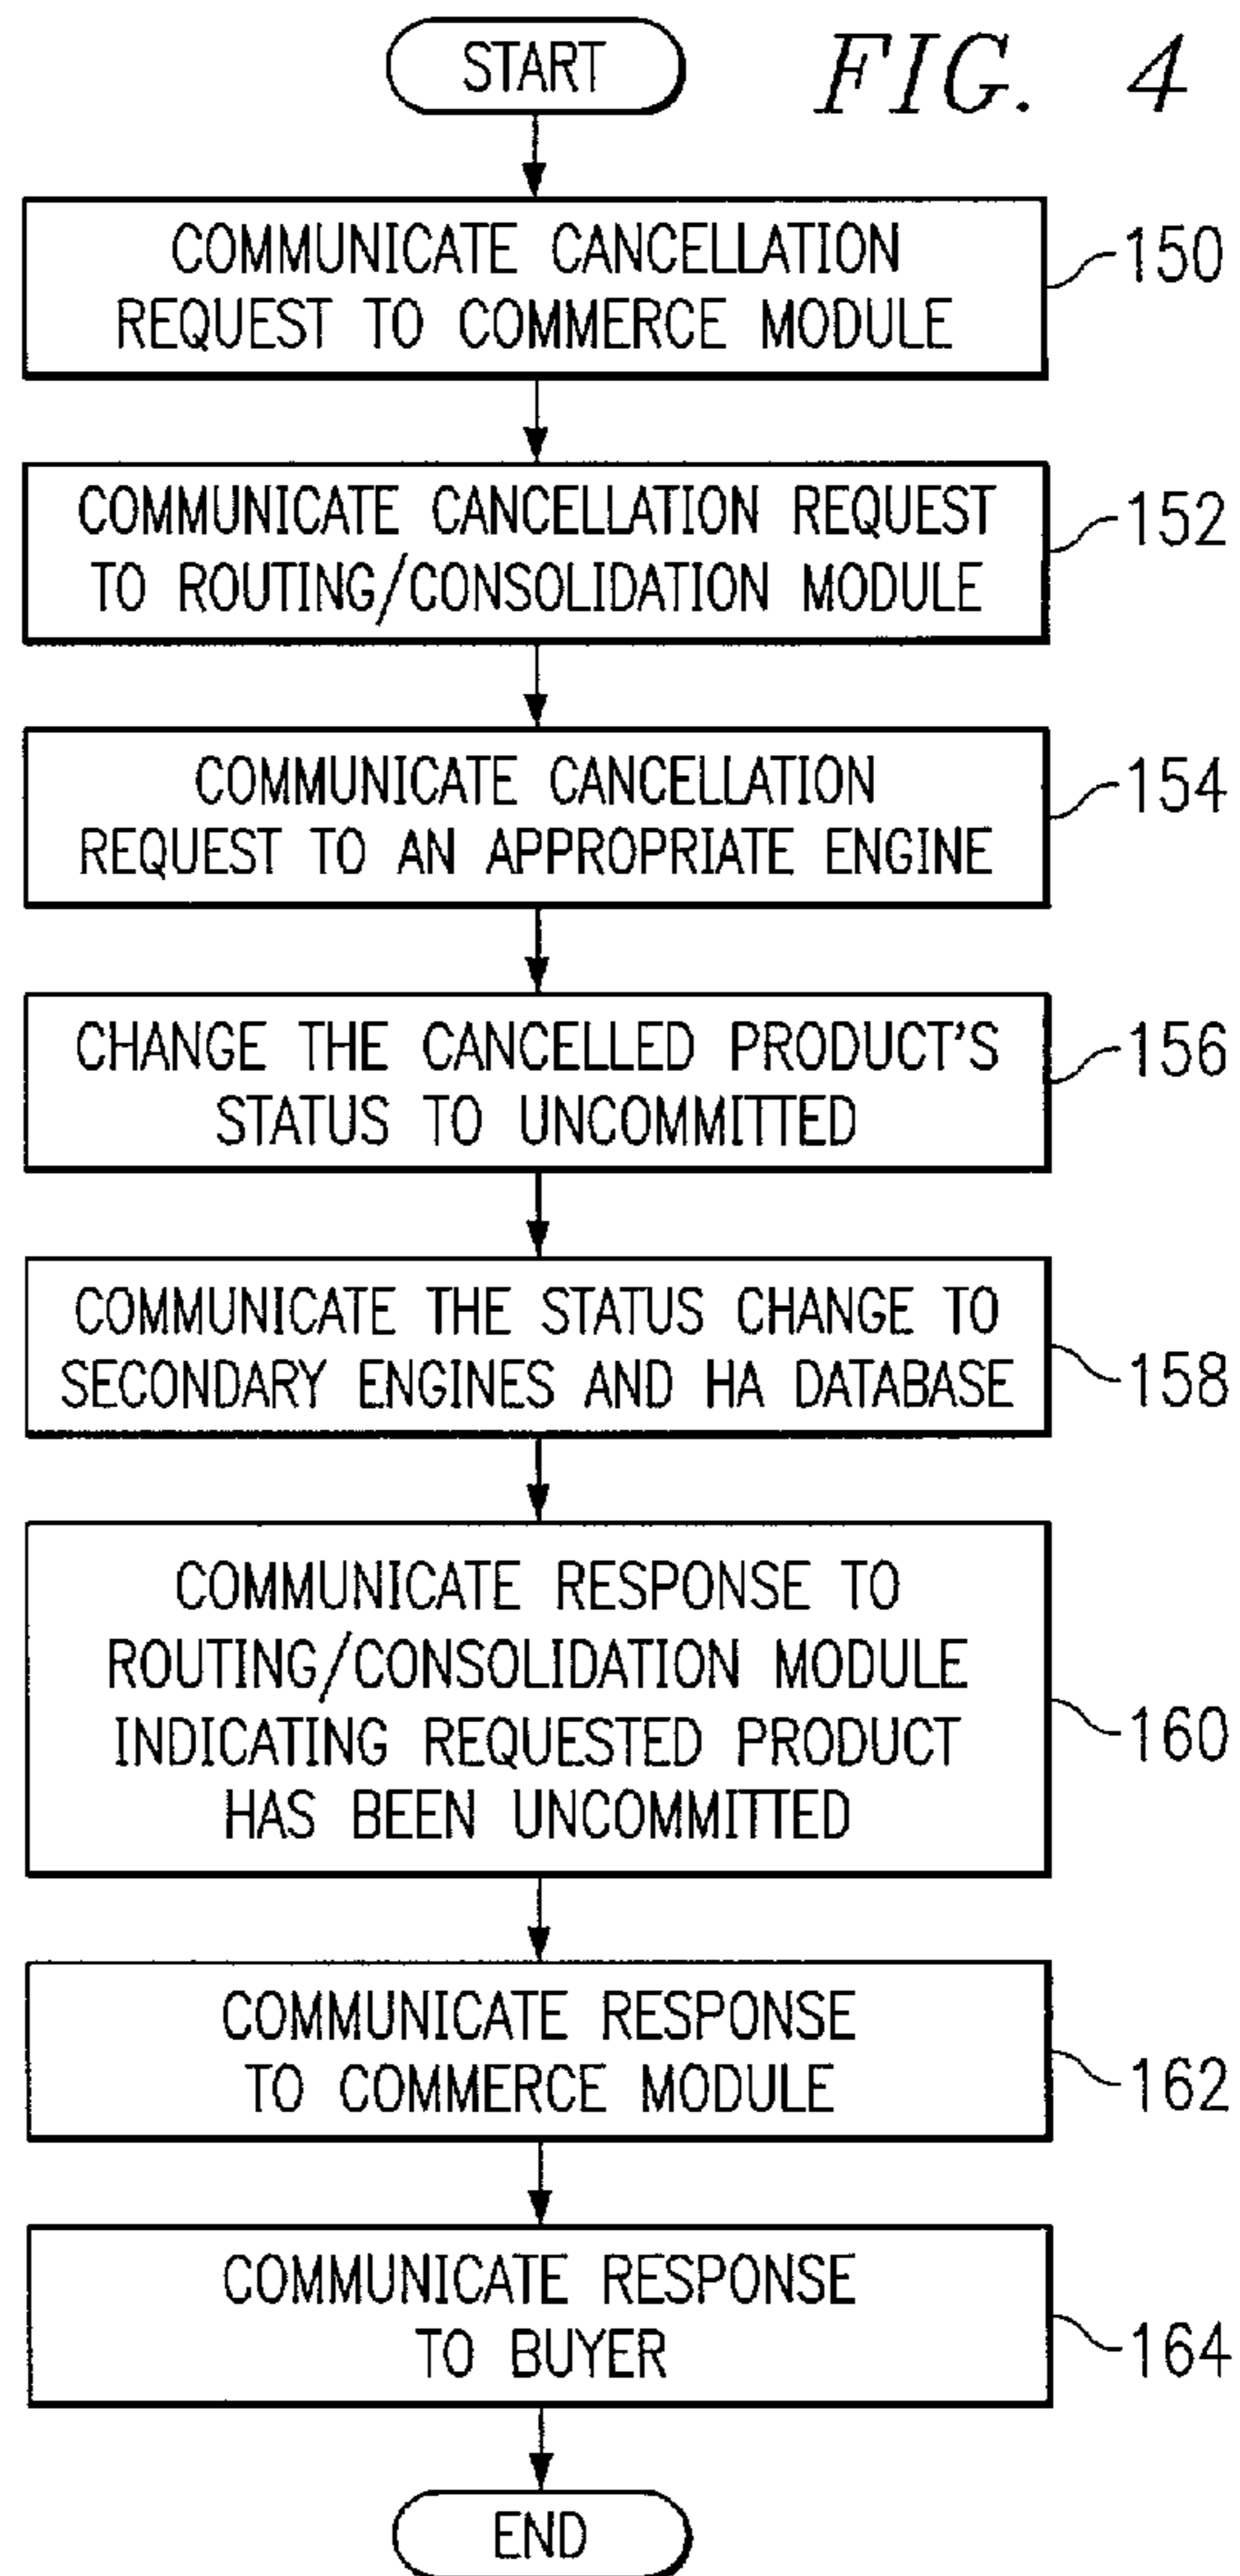 START
FIG. 4
COMMUNICATE CANCELLATION
REQUEST TO COMMERCE MODULE
150
COMMUNICATE CANCELLATION REQUEST
TO ROUTING/CONSOLIDATION MODULE
152
COMMUNICATE CANCELLATION
REQUEST TO AN APPROPRIATE ENGINE
154
CHANGE THE CANCELLED PRODUCT'S
STATUS TO UNCOMMITTED
156
COMMUNICATE THE STATUS CHANGE TO
SECONDARY ENGINES AND HA DATABASE
158
COMMUNICATE RESPONSE TO
ROUTING/CONSOLIDATION MODULE
INDICATING REQUESTED PRODUCT
HAS BEEN UNCOMMITTED
160
COMMUNICATE RESPONSE
TO COMMERCE MODULE
162
COMMUNICATE RESPONSE
TO BUYER
164
END